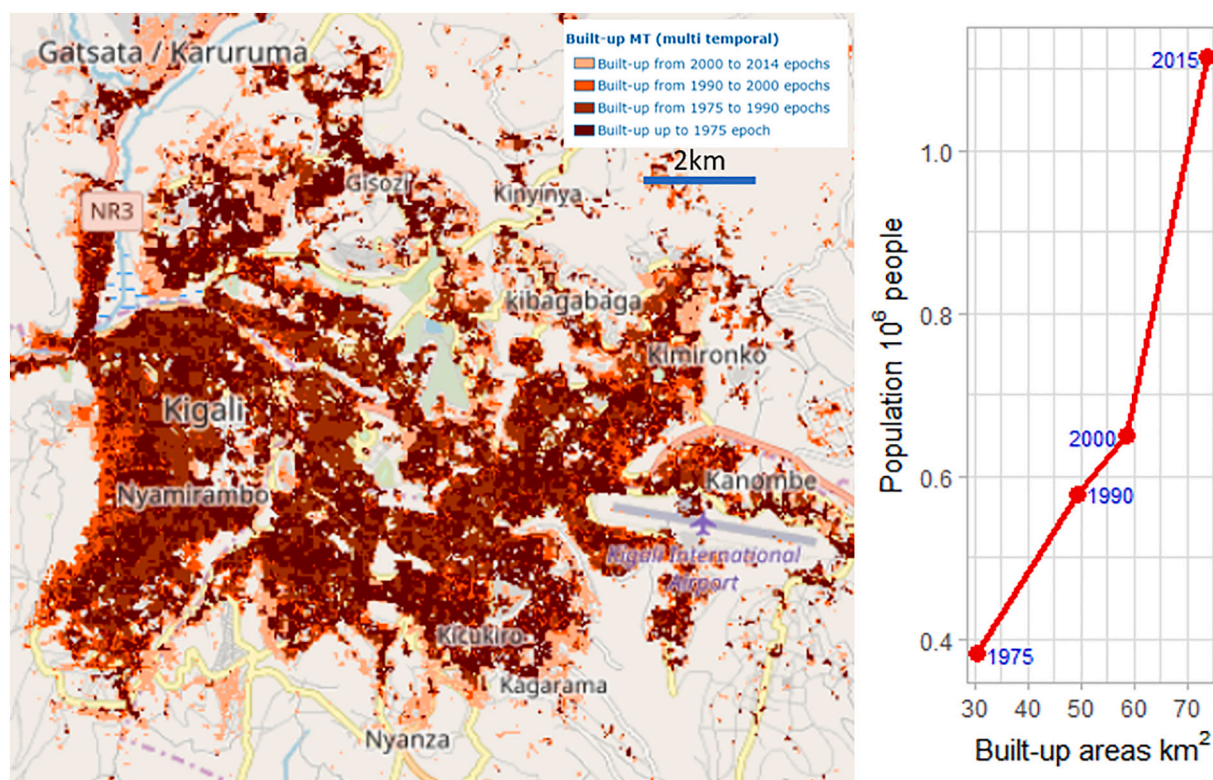 Gatsata / Karuruma
Built-up MT (multi temporal)
Built-up from 2000 to 2014 epochs
Built-up from 1990 to 2000 epochs
Built-up from 1975 to 1990 epochs
Built-up up to 1975 epoch
2km
NR3
Gisozi
Kinyinya
kibagabaga
Kimironko
Kigali
Nyamirambo
Kanombe
Kigali International
Airport
Kicukiro
Kagarama
Nyanza
2015
1.0
0.8
2000
0.6
1990
0.4
1975
Population 10⁶ people
30 40 50 60 70
Built-up areas km²